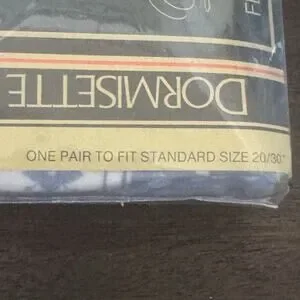 DORMISETTE
ONE PAIR TO FIT STANDARD SIZE 20/30"